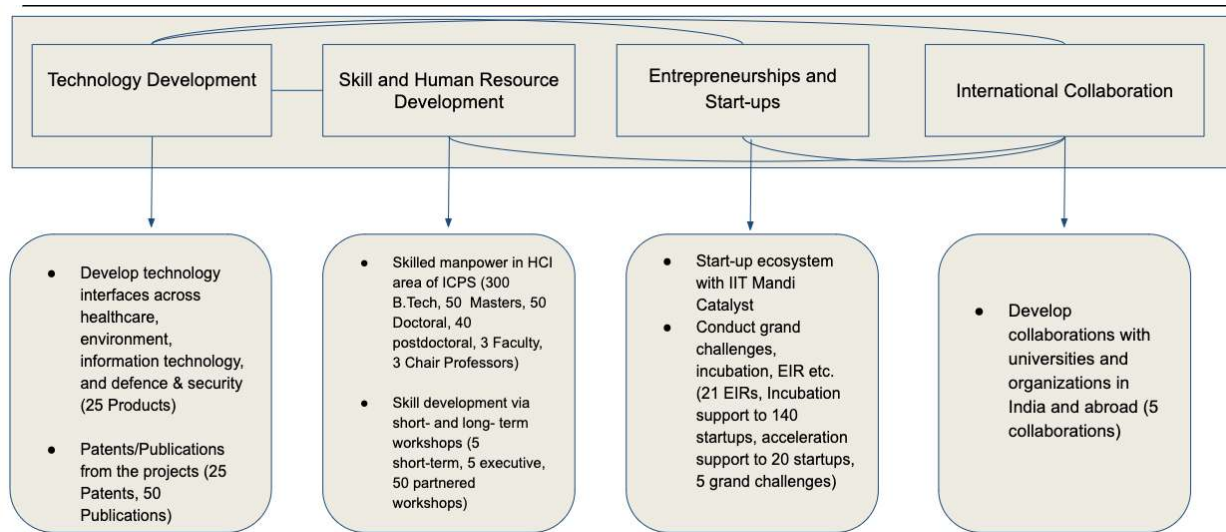 Technology Development
Skill and Human Resource
Development
Entrepreneurships and
Start-ups
International Collaboration
● Develop technology
interfaces across
healthcare,
environment,
information technology,
and defence & security
(25 Products)
● Patents/Publications
from the projects (25
Patents, 50
Publications)
● Skilled manpower in HCI
area of ICPS (300
B.Tech, 50 Masters, 50
Doctoral, 40
postdoctoral, 3 Faculty,
3 Chair Professors)
● Skill development via
short- and long- term
workshops (5
short-term, 5 executive,
50 partnered
workshops)
● Start-up ecosystem
with IIT Mandi
Catalyst
● Conduct grand
challenges,
incubation, EIR etc.
(21 EIRs, Incubation
support to 140
startups, acceleration
support to 20 startups,
5 grand challenges)
● Develop
collaborations with
universities and
organizations in
India and abroad (5
collaborations)